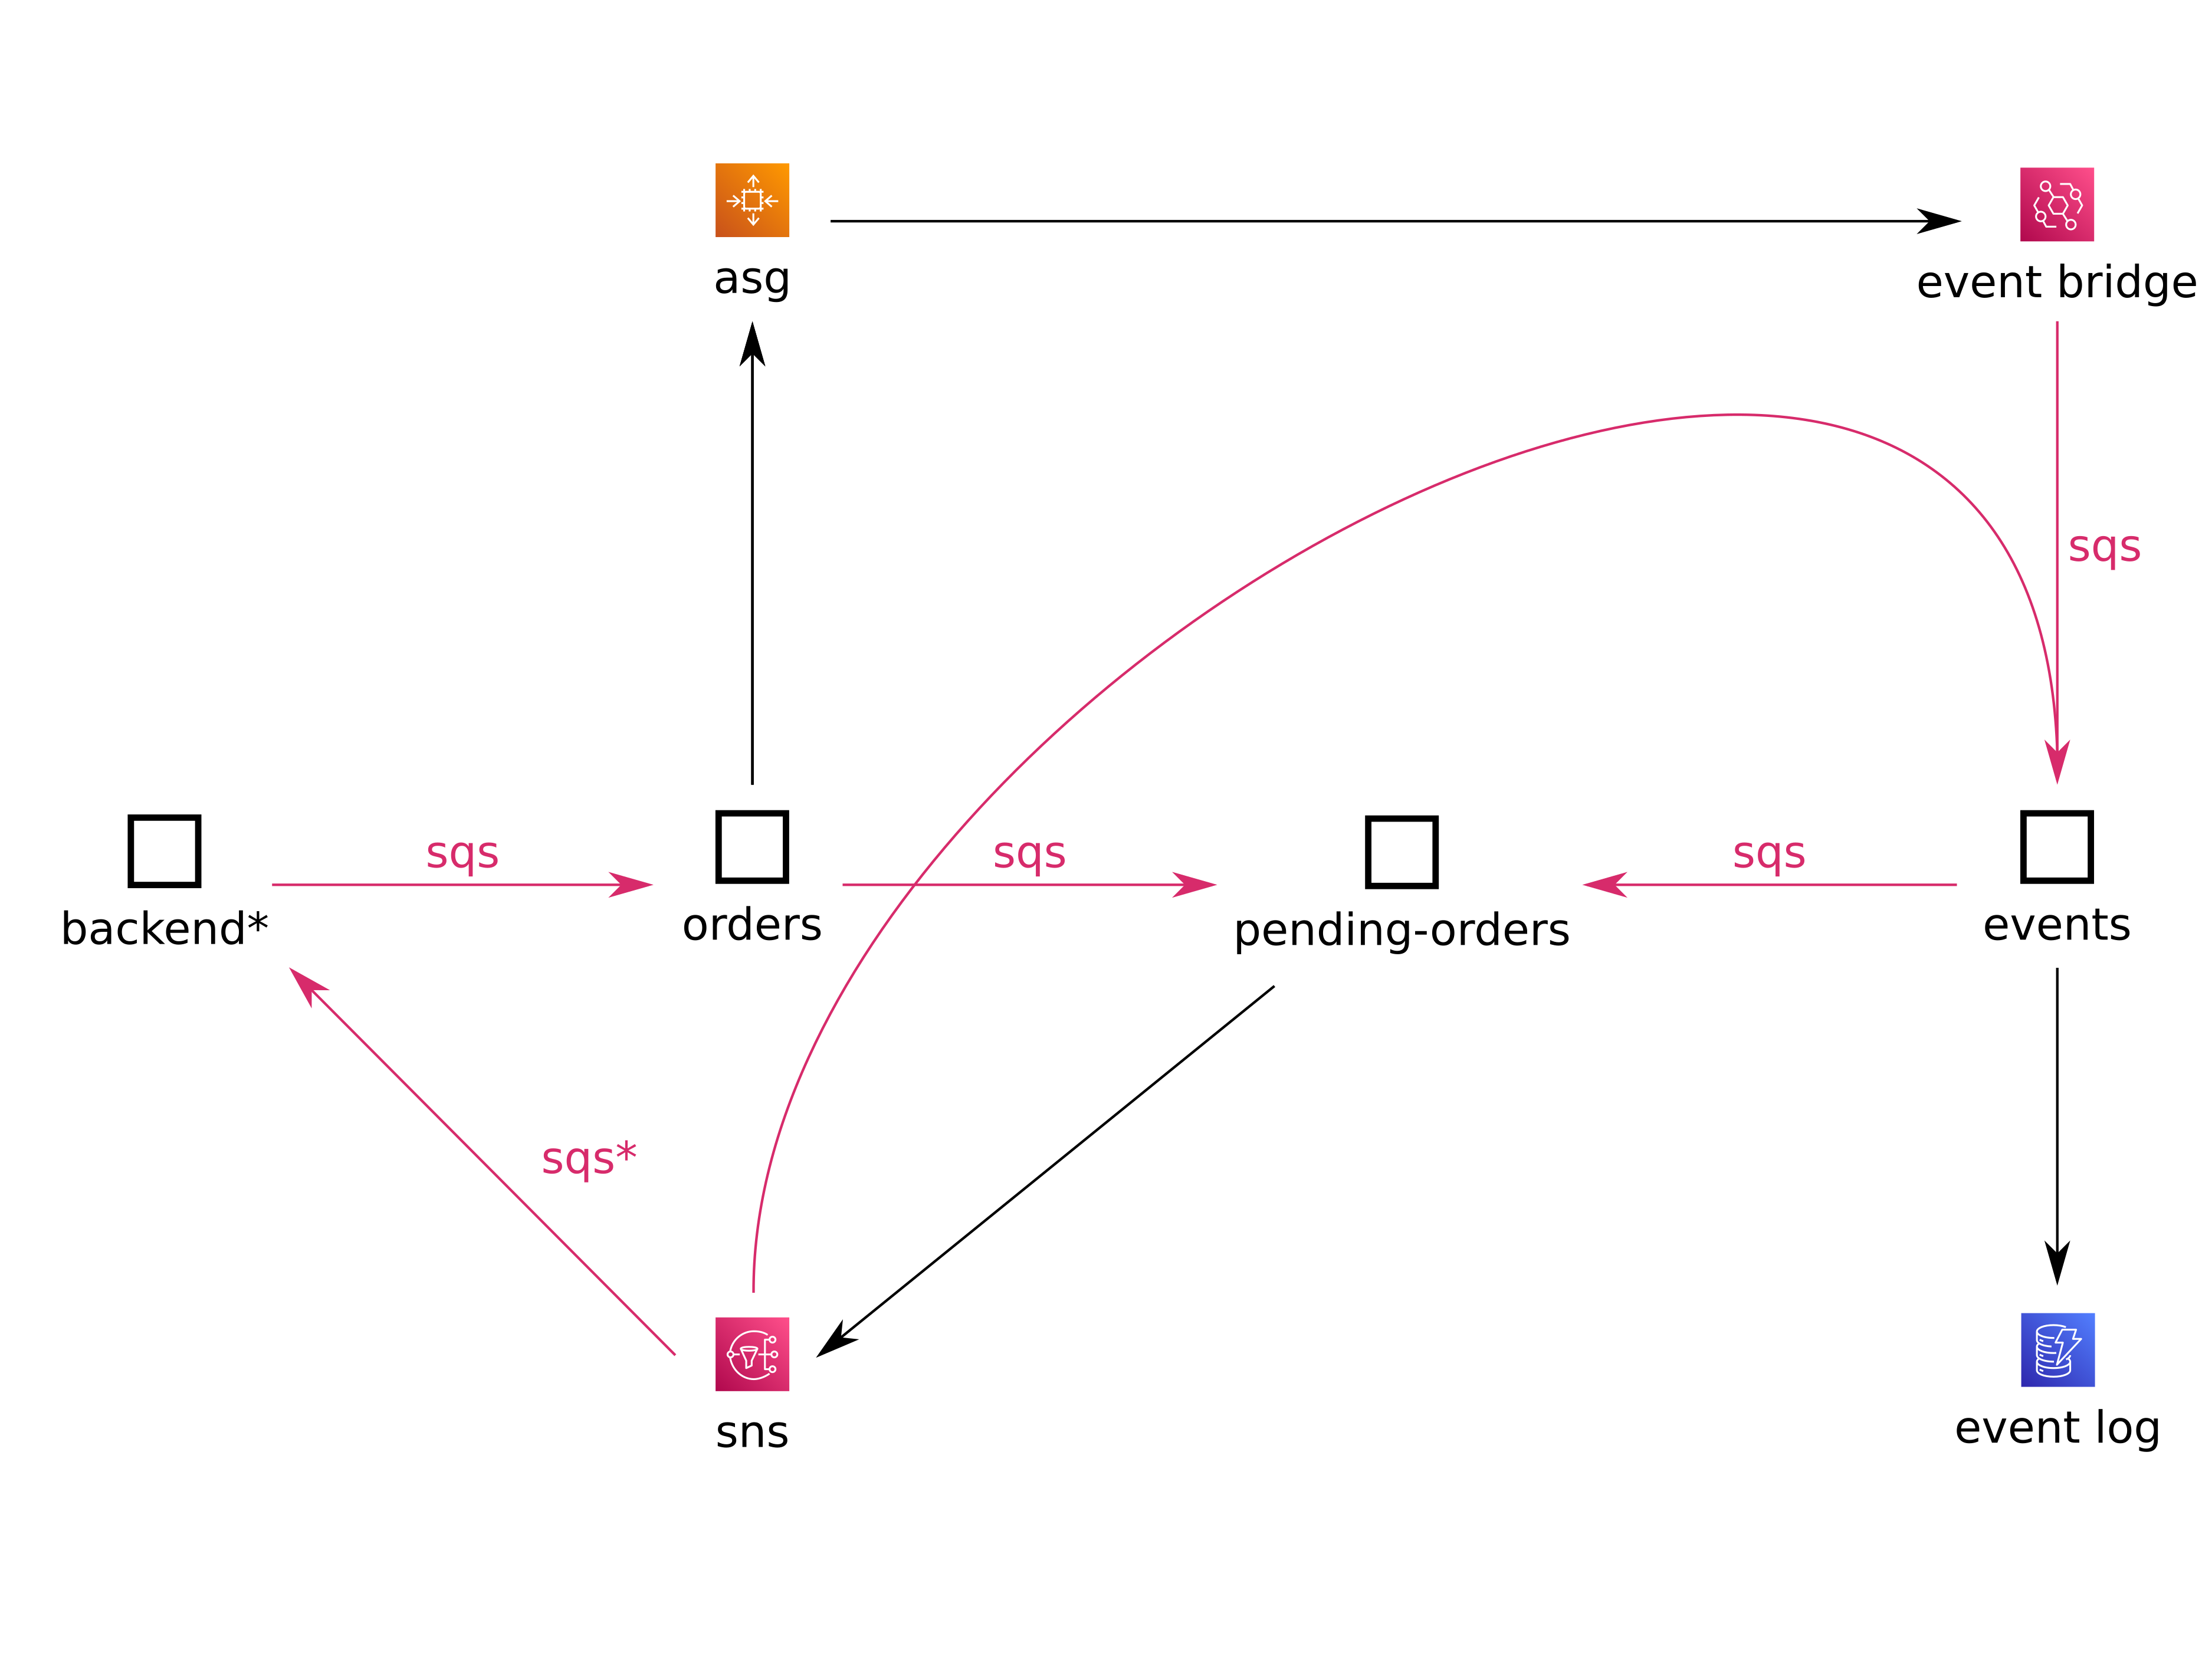 asg
event bridge
sqs
sqs
sqs
sqs
backend*
orders
pending-orders
events
sqs*
sns
event log